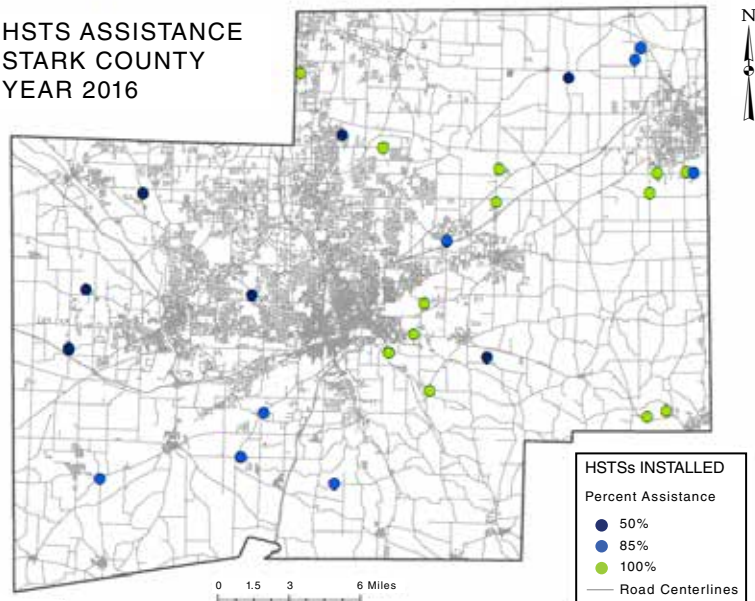 HSTS ASSISTANCE
STARK COUNTY
YEAR 2016
N
HSTSs INSTALLED
Percent Assistance
50%
85%
100%
Road Centerlines
0 1.5 3 6 Miles